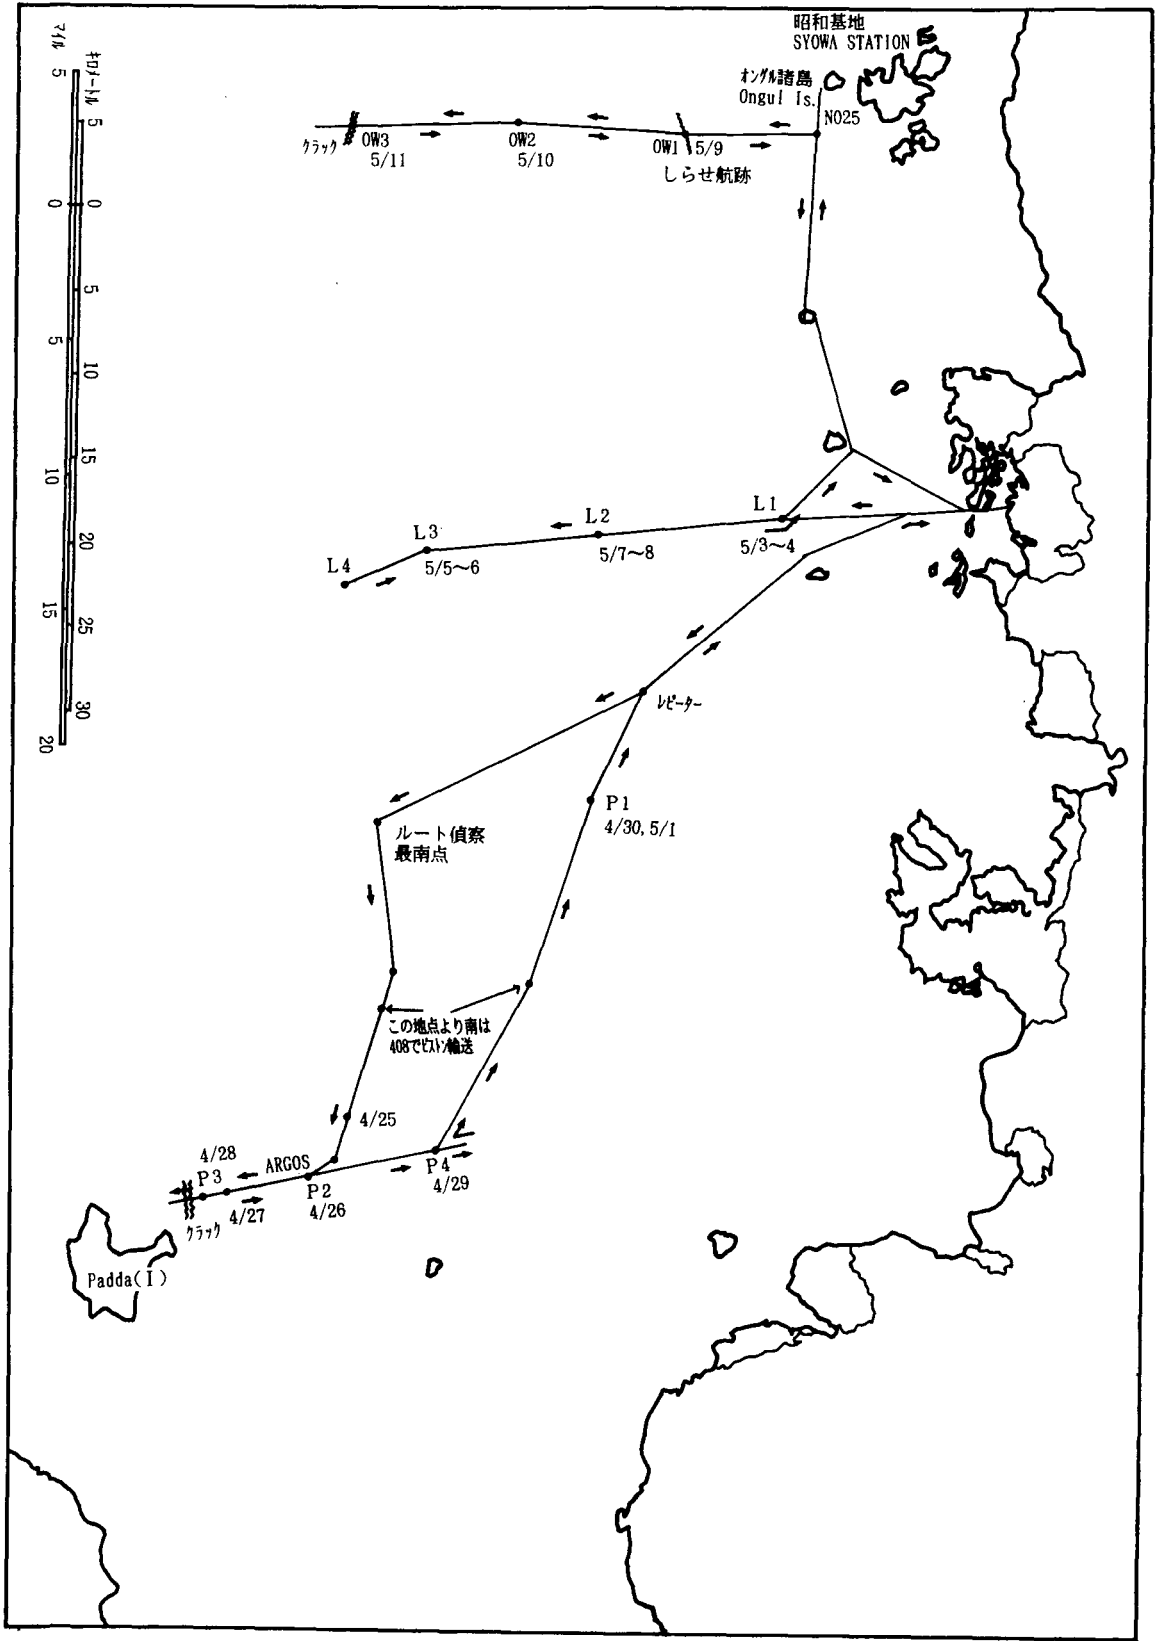 昭和基地
SYOWA STATION
オングル諸島
Ongul Is.
NO25
マイル
キロメートル
5
5
0
0
5
5
10
15
10
20
15
25
30
20
クラック
OW3
5/11
OW2
5/10
OW1
5/9
しらせ航跡
L1
5/3～4
L2
5/7～8
L3
5/5～6
L4
レピーター
P1
4/30,5/1
ルート偵察
最南点
この地点より南は
408でピストン輸送
4/25
4/28
P3
ARGOS
P2
4/26
4/27
P4
4/29
クラック
Padda(I)